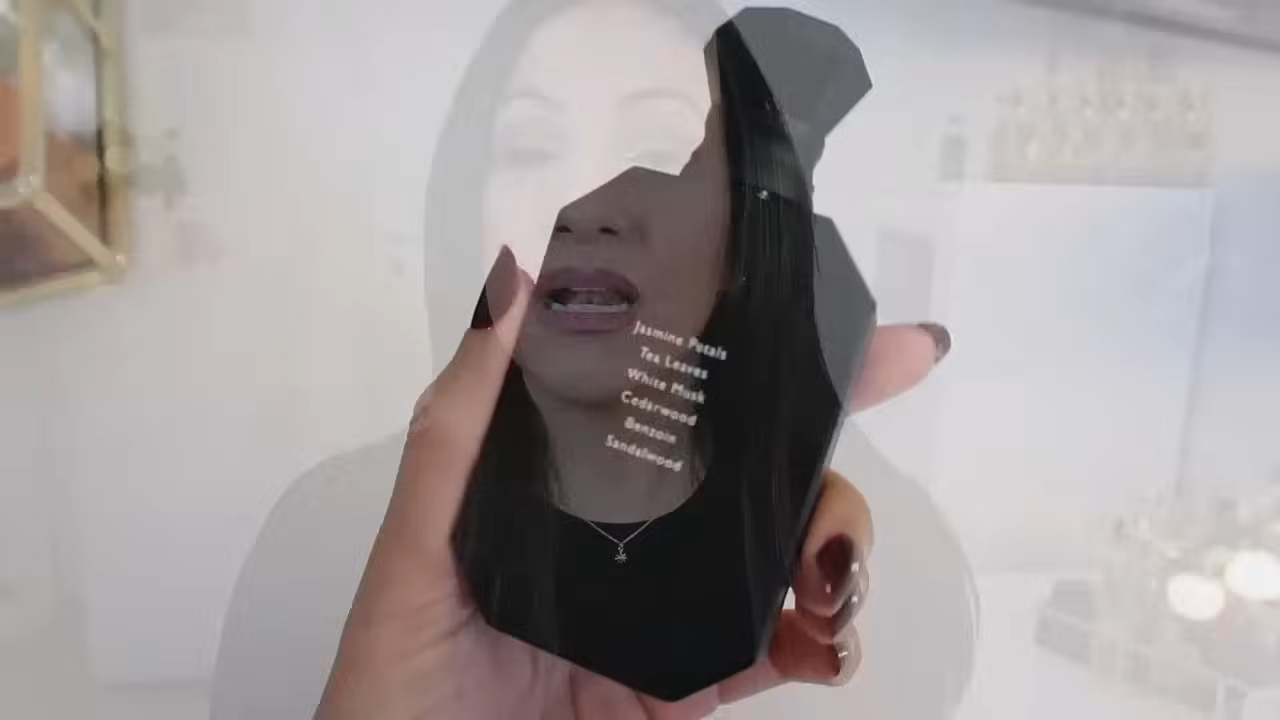 Jasmine Petals
Tea Leaves
White Musk
Cedarwood
Benzoin
Sandalwood